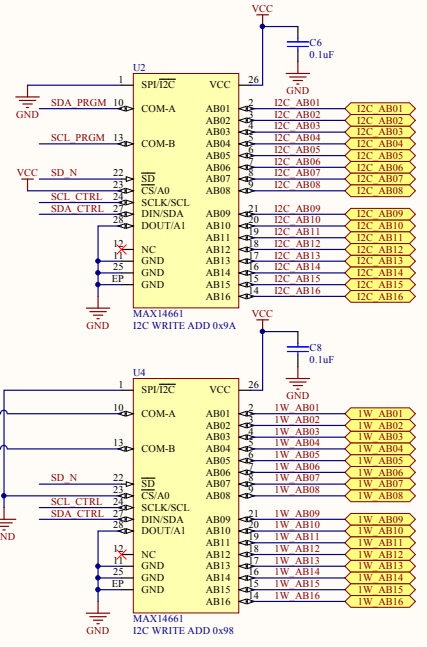 VCC
C6
0.1uF
U2
1 SPI/I2C VCC 26
GND
GND
SDA_PRGM 10 COM-A AB01 2 I2C_AB01 I2C_AB01
AB02 3 I2C_AB02 I2C_AB02
AB03 4 I2C_AB03 I2C_AB03
SCL_PRGM 13 COM-B AB04 5 I2C_AB04 I2C_AB04
AB05 6 I2C_AB05 I2C_AB05
AB06 I2C_AB06 I2C_AB06
VCC SD_N 22 SD AB07 8 I2C_AB07 I2C_AB07
23 CS/A0 AB08 9 I2C_AB08 I2C_AB08
SCL_CTRL 24 SCLK/SCL
SDA_CTRL 27 DIN/SDA AB09 21 I2C_AB09 I2C_AB09
28 DOUT/A1 AB10 20 I2C_AB10 I2C_AB10
AB11 19 I2C_AB11 I2C_AB11
12 NC AB12 18 I2C_AB12 I2C_AB12
11 GND AB13 17 I2C_AB13 I2C_AB13
25 GND AB14 16 I2C_AB14 I2C_AB14
EP GND AB15 15 I2C_AB15 I2C_AB15
AB16 14 I2C_AB16 I2C_AB16
GND
MAX14661
I2C WRITE ADD 0x9A
VCC
C8
0.1uF
U4
1 SPI/I2C VCC 26
GND
10 COM-A AB01 2 1W_AB01 1W_AB01
AB02 3 1W_AB02 1W_AB02
AB03 4 1W_AB03 1W_AB03
13 COM-B AB04 5 1W_AB04 1W_AB04
AB05 6 1W_AB05 1W_AB05
AB06 1W_AB06 1W_AB06
SD_N 22 SD AB07 8 1W_AB07 1W_AB07
23 CS/A0 AB08 9 1W_AB08 1W_AB08
SCL_CTRL 24 SCLK/SCL
SDA_CTRL 27 DIN/SDA AB09 21 1W_AB09 1W_AB09
ND
28 DOUT/A1 AB10 20 1W_AB10 1W_AB10
AB11 19 1W_AB11 1W_AB11
12 NC AB12 18 1W_AB12 1W_AB12
11 GND AB13 17 1W_AB13 1W_AB13
25 GND AB14 16 1W_AB14 1W_AB14
EP GND AB15 15 1W_AB15 1W_AB15
AB16 14 1W_AB16 1W_AB16
GND
MAX14661
I2C WRITE ADD 0x98